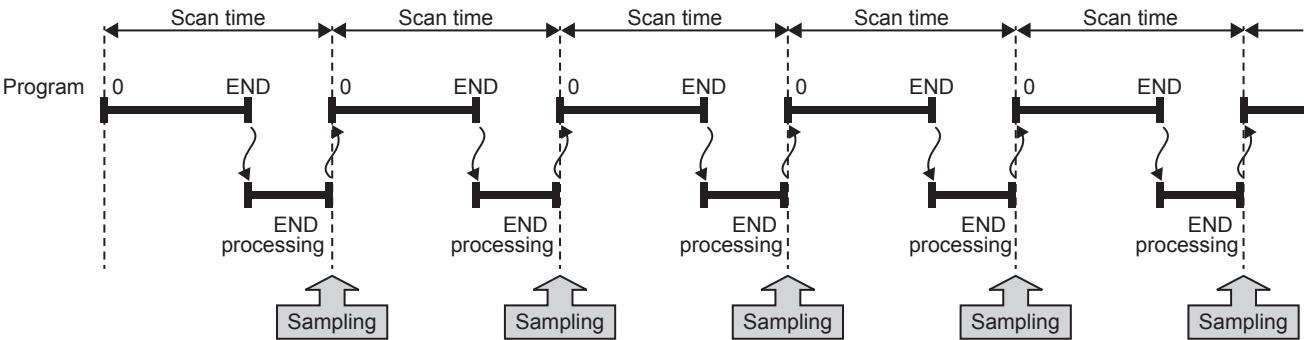 Scan time Scan time Scan time Scan time Scan time
Program 0 END 0 END 0 END 0 END 0 END
END END END END END
processing processing processing processing processing
Sampling Sampling Sampling Sampling Sampling